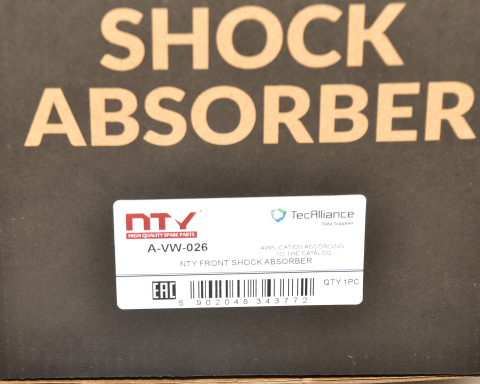 SHOCK
ABSORBER
NTY
HIGH QUALITY SPARE PARTS
TecAlliance
Data Supplier
A-VW-026
APPLICATION ACCORDING
TO THE CATALOG
NTY FRONT SHOCK ABSORBER
EAC
QTY:1PC
5 902048 343772